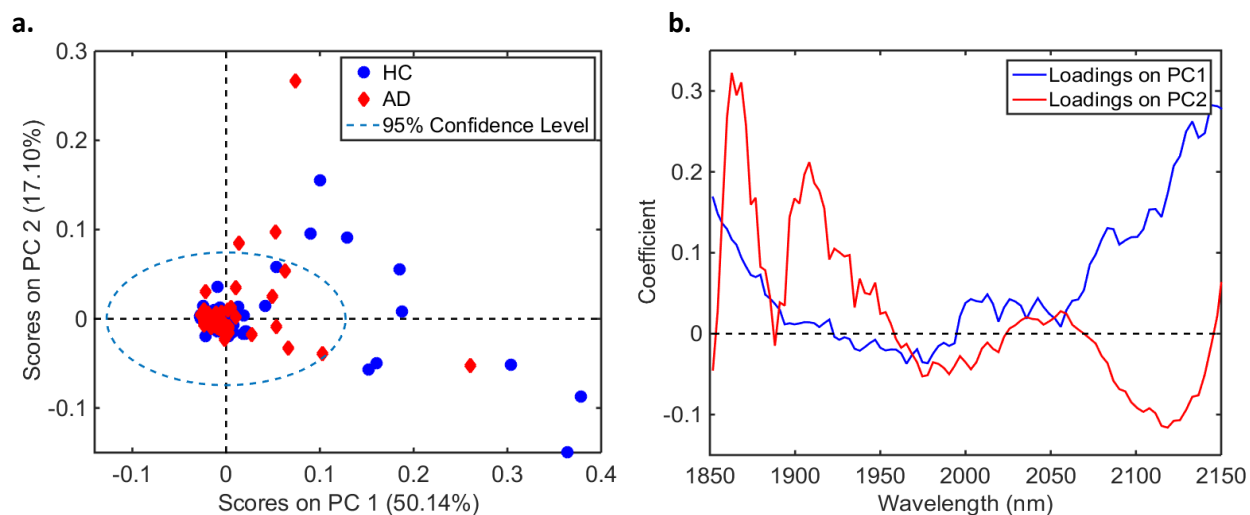 a.
Scores on PC 2 (17.10%)
0.3
0.2
0.1
0
-0.1
HC
AD
95% Confidence Level
-0.1 0 0.1 0.2 0.3 0.4
Scores on PC 1 (50.14%)
b.
Coefficient
0.3
0.2
0.1
0
-0.1
Loadings on PC1
Loadings on PC2
1850 1900 1950 2000 2050 2100 2150
Wavelength (nm)